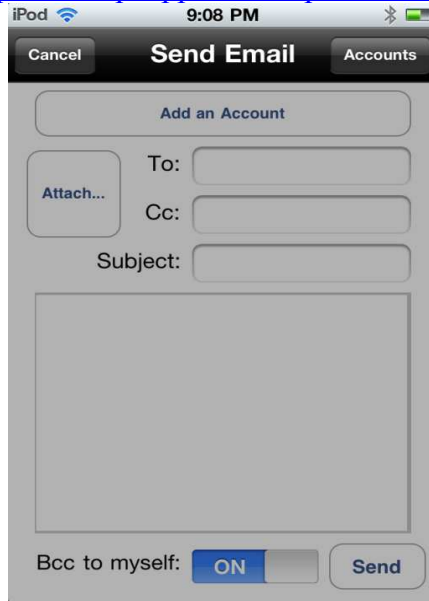 iPod 9:08 PM
Cancel Send Email Accounts
Add an Account
Attach...
To:
Cc:
Subject:
Bcc to myself: ON Send